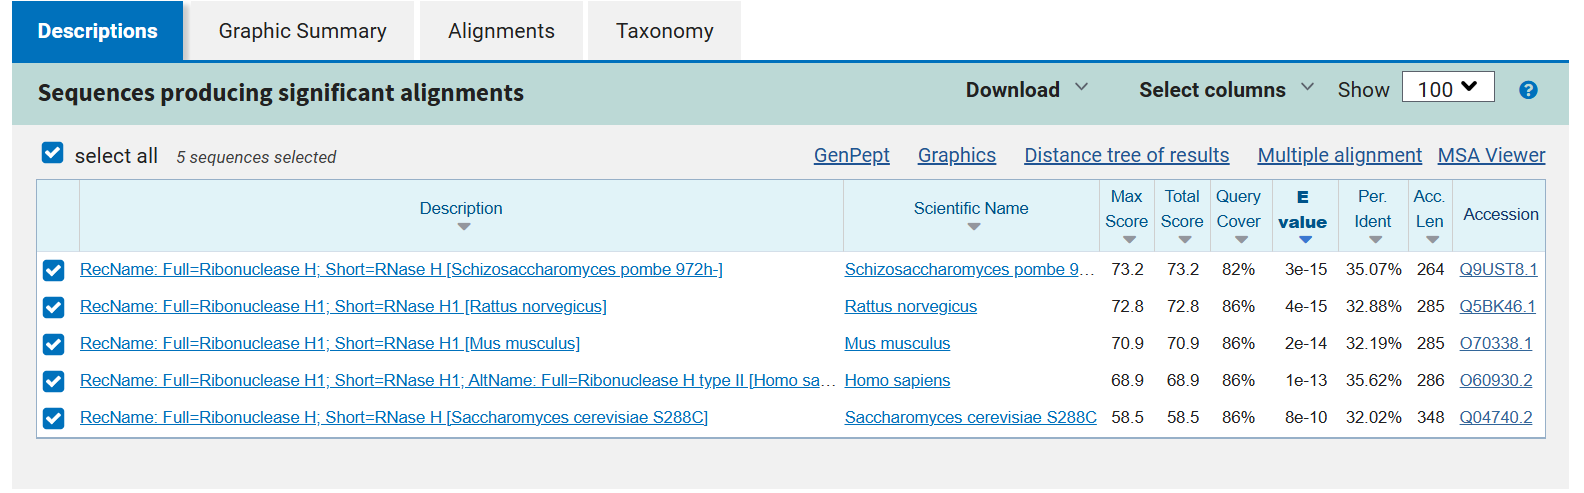 Descriptions Graphic Summary Alignments Taxonomy
Sequences producing significant alignments Download Select columns Show 100 ?
select all 5 sequences selected GenPept Graphics Distance tree of results Multiple alignment MSA Viewer
Description Scientific Name Max Score Total Score Query Cover E value Per. Ident Acc. Len Accession
RecName: Full=Ribonuclease H; Short=RNase H [Schizosaccharomyces pombe 972h-] Schizosaccharomyces pombe 9... 73.2 73.2 82% 3e-15 35.07% 264 Q9UST8.1
RecName: Full=Ribonuclease H1; Short=RNase H1 [Rattus norvegicus] Rattus norvegicus 72.8 72.8 86% 4e-15 32.88% 285 Q5BK46.1
RecName: Full=Ribonuclease H1; Short=RNase H1 [Mus musculus] Mus musculus 70.9 70.9 86% 2e-14 32.19% 285 O70338.1
RecName: Full=Ribonuclease H1; Short=RNase H1; AltName: Full=Ribonuclease H type II [Homo sa... Homo sapiens 68.9 68.9 86% 1e-13 35.62% 286 O60930.2
RecName: Full=Ribonuclease H; Short=RNase H [Saccharomyces cerevisiae S288C] Saccharomyces cerevisiae S288C 58.5 58.5 86% 8e-10 32.02% 348 Q04740.2